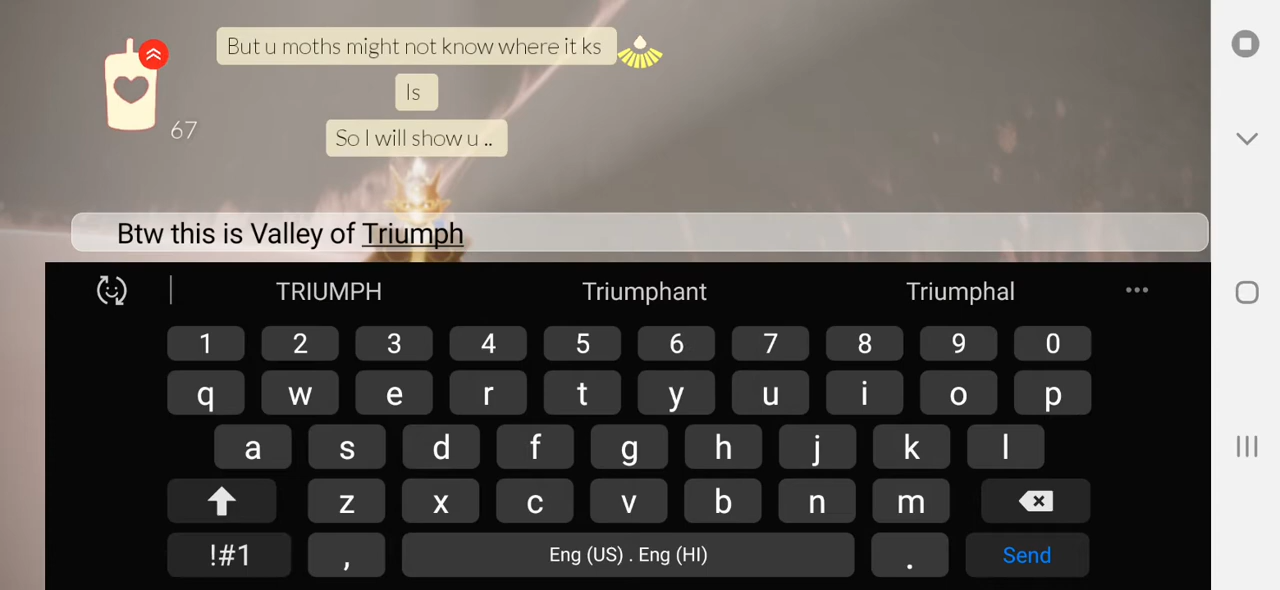 But u moths might not know where it ks
Is
So I will show u ..
67
Btw this is Valley of Triumph
TRIUMPH Triumphant Triumphal
1 2 3 4 5 6 7 8 9 0
q w e r t y u i o p
a s d f g h j k l
z x c v b n m
!#1 , Eng (US) . Eng (HI) . Send